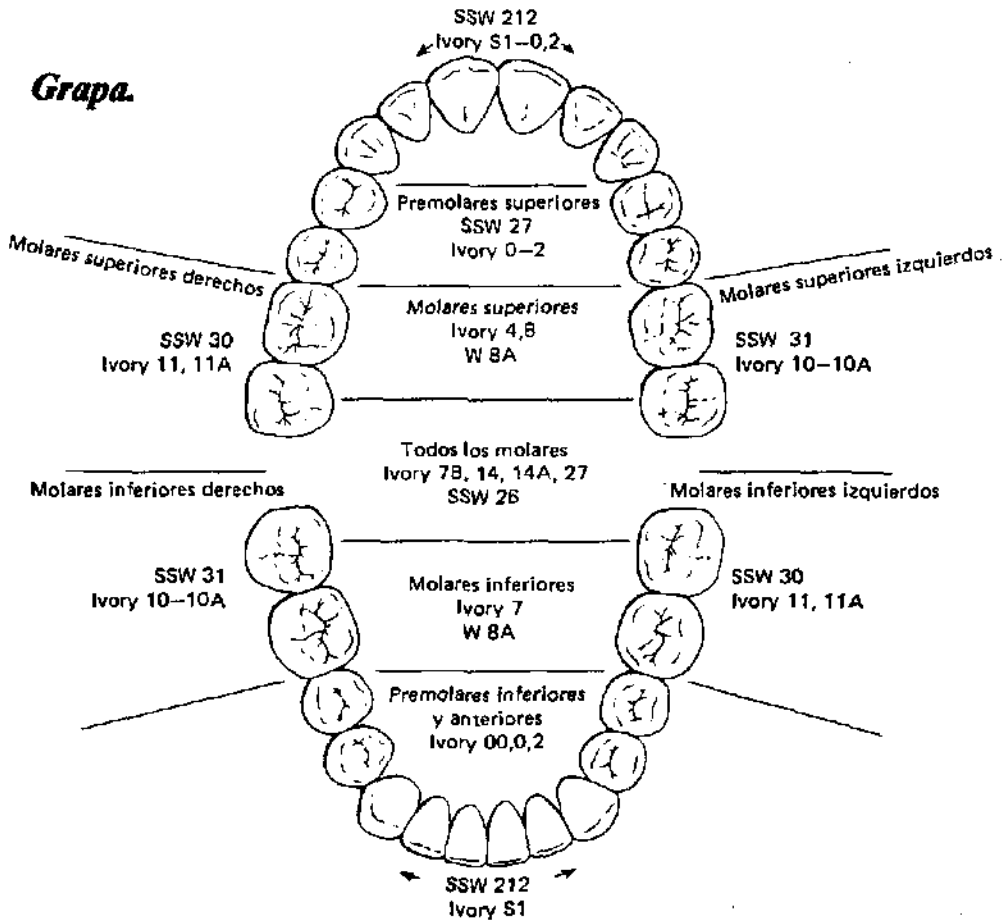 SSW 212
Ivory S1–0,2
Grapa.
Premolares superiores
SSW 27
Ivory 0–2
Molares superiores derechos
Molares superiores izquierdos
Molares superiores
Ivory 4,8
W 8A
SSW 30
Ivory 11, 11A
SSW 31
Ivory 10–10A
Todos los molares
Ivory 7B, 14, 14A, 27
SSW 26
Molares inferiores derechos
Molares inferiores izquierdos
SSW 31
Ivory 10–10A
Molares inferiores
Ivory 7
W 8A
SSW 30
Ivory 11, 11A
Premolares inferiores
y anteriores
Ivory 00,0,2
SSW 212
Ivory S1